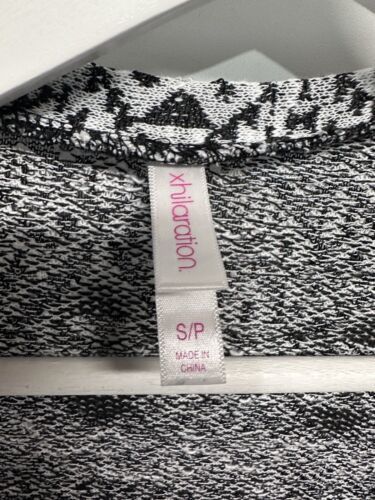 xhilaration.
S/P
MADE IN
CHINA